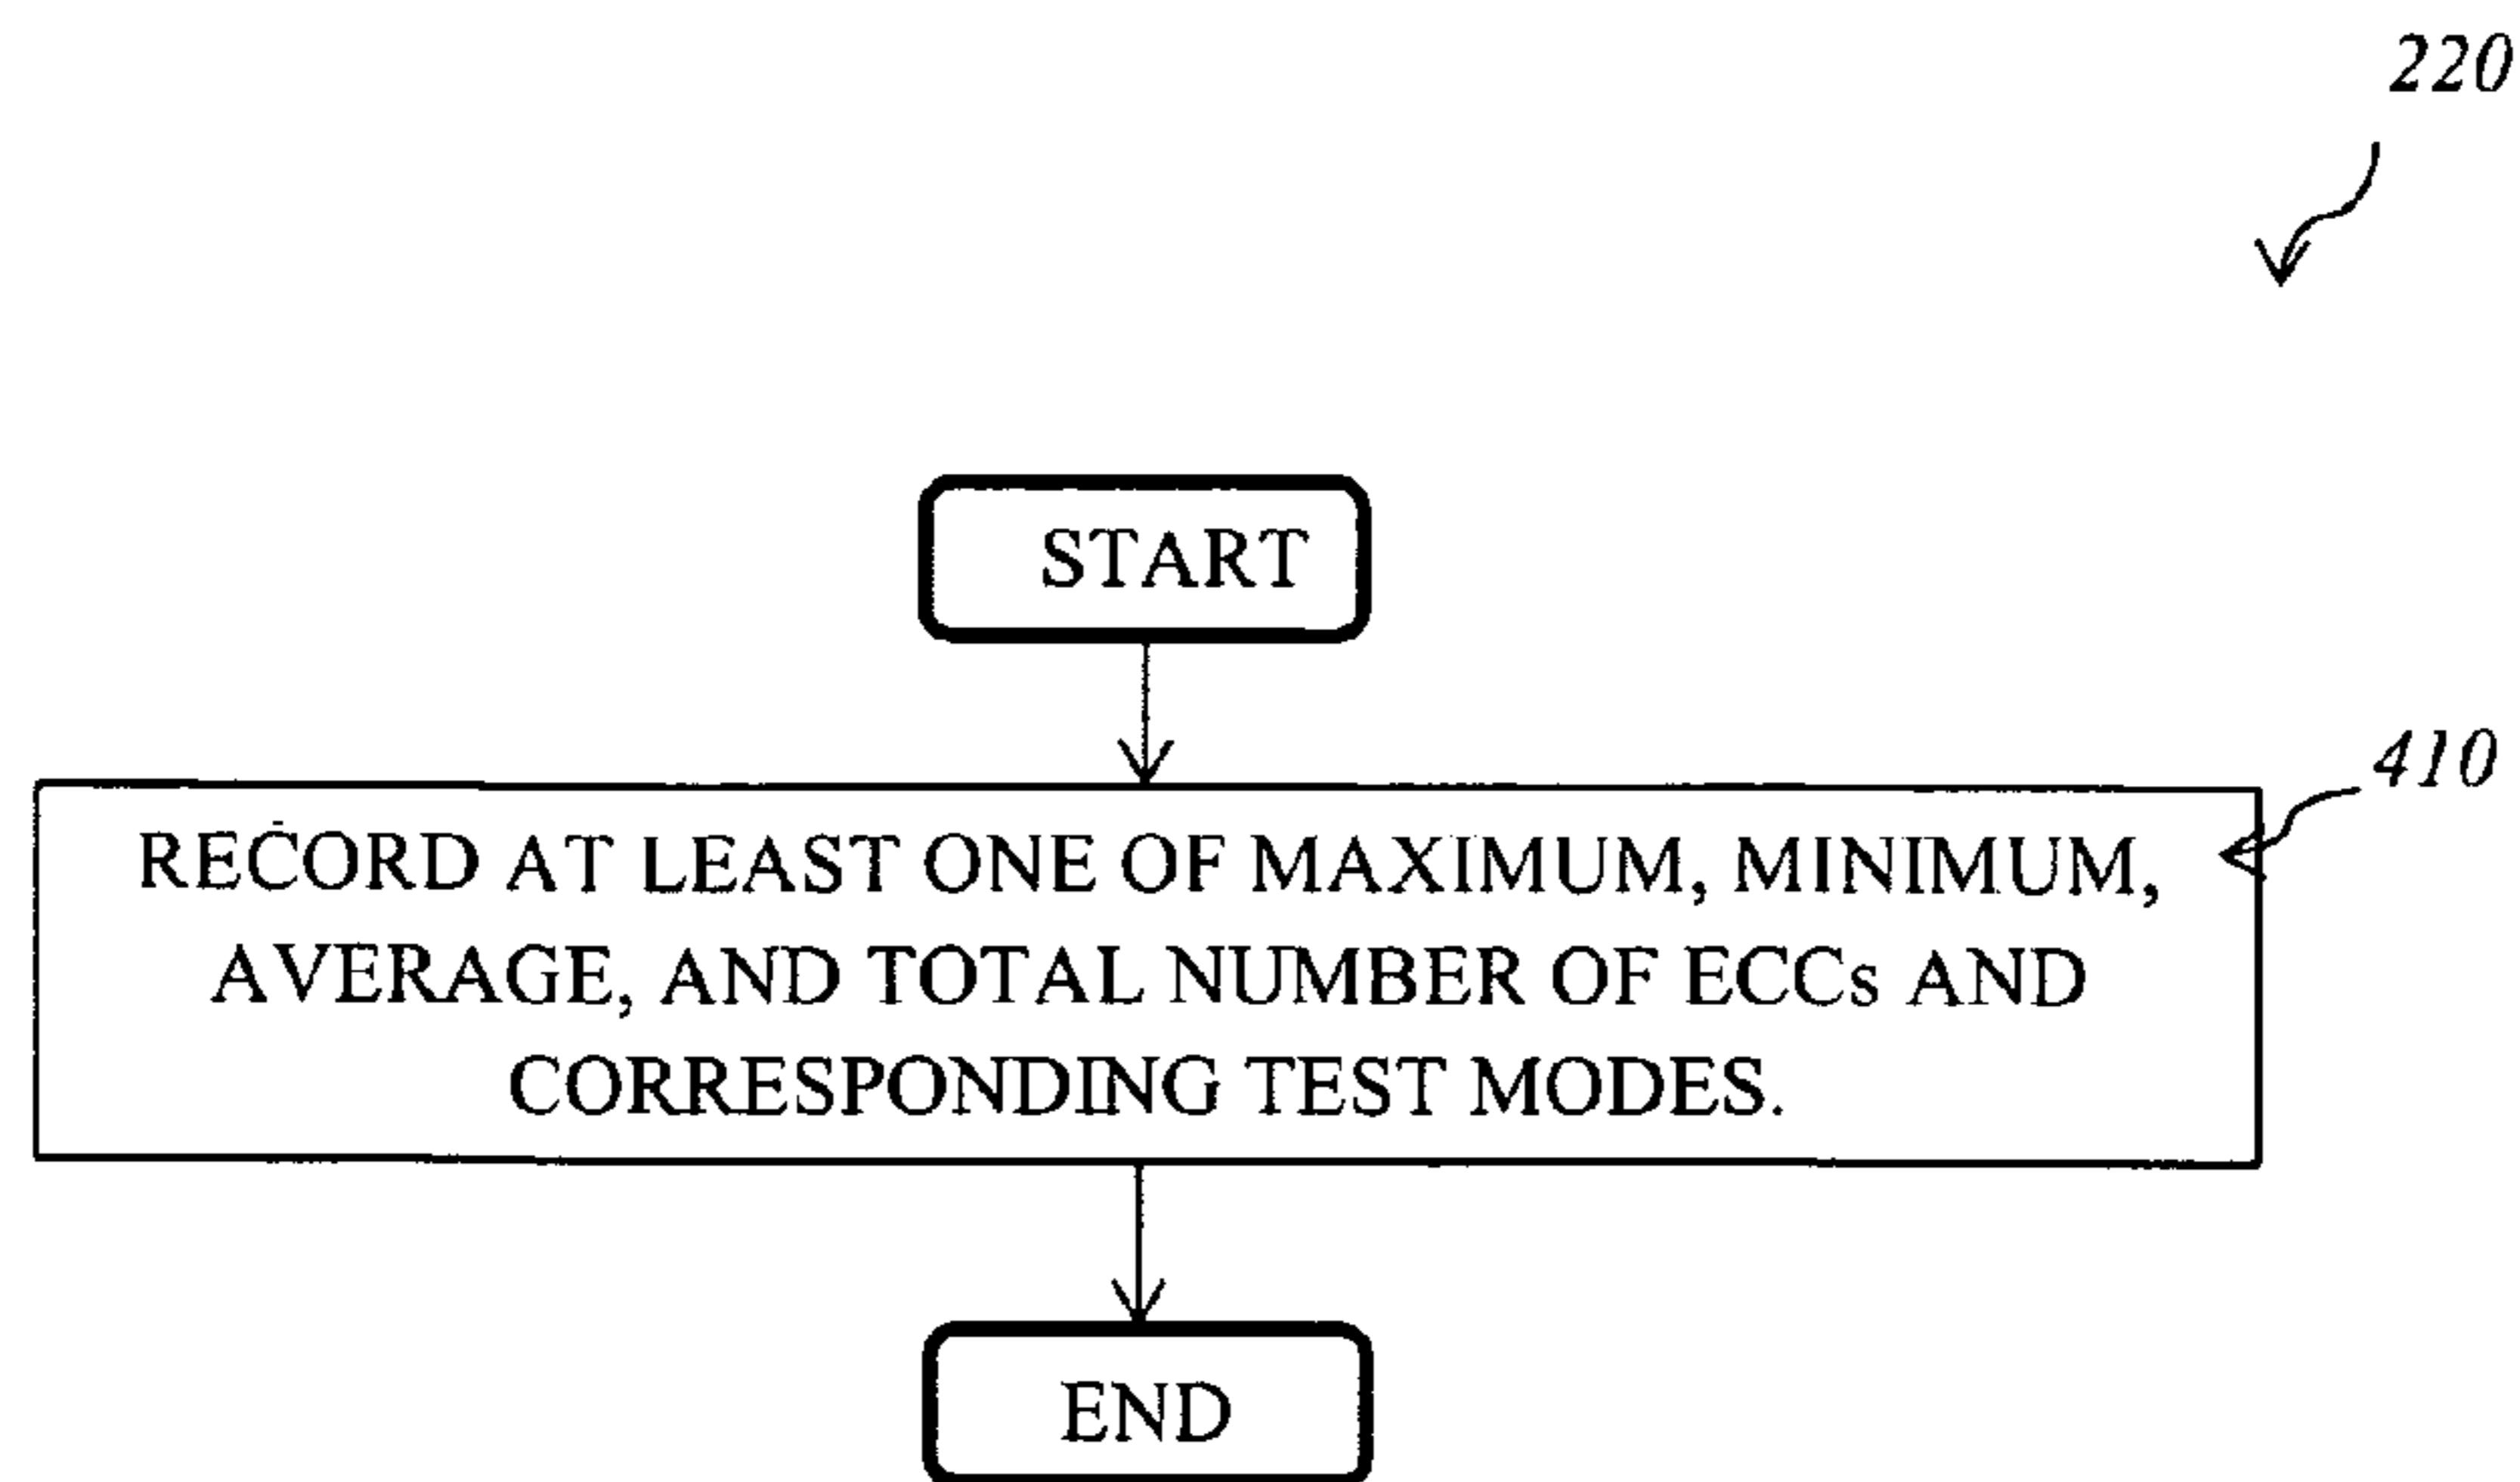 220
START
410
RECORD AT LEAST ONE OF MAXIMUM, MINIMUM,
AVERAGE, AND TOTAL NUMBER OF ECCs AND
CORRESPONDING TEST MODES.
END